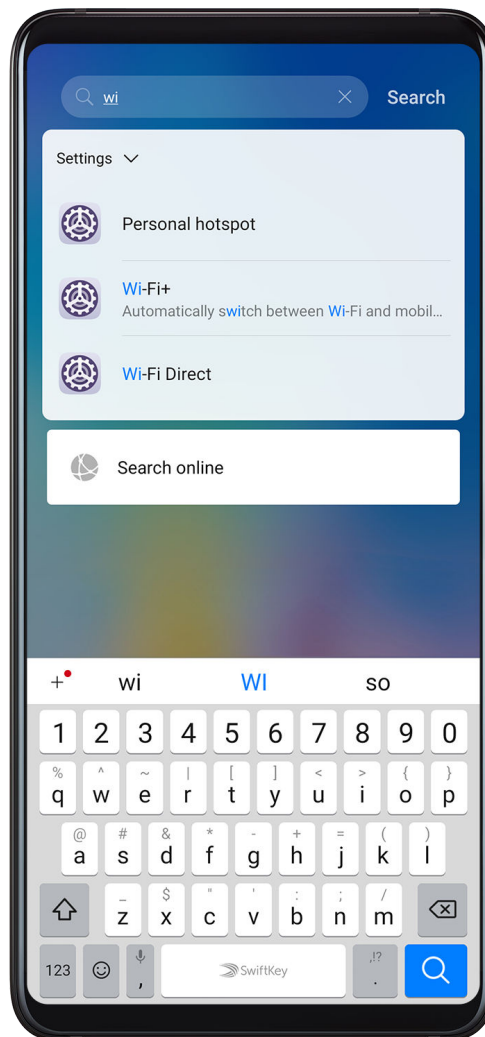 wi
Search
Settings
Personal hotspot
Wi-Fi+
Automatically switch between Wi-Fi and mobil...
Wi-Fi Direct
Search online
+ wi WI so
1 2 3 4 5 6 7 8 9 0
% ^ ~ | [ ] < > { }
q w e r t y u i o p
@ # & * - + = ( )
a s d f g h j k l
_ $ " ' : ; /
z x c v b n m
,!?
123 , SwiftKey .